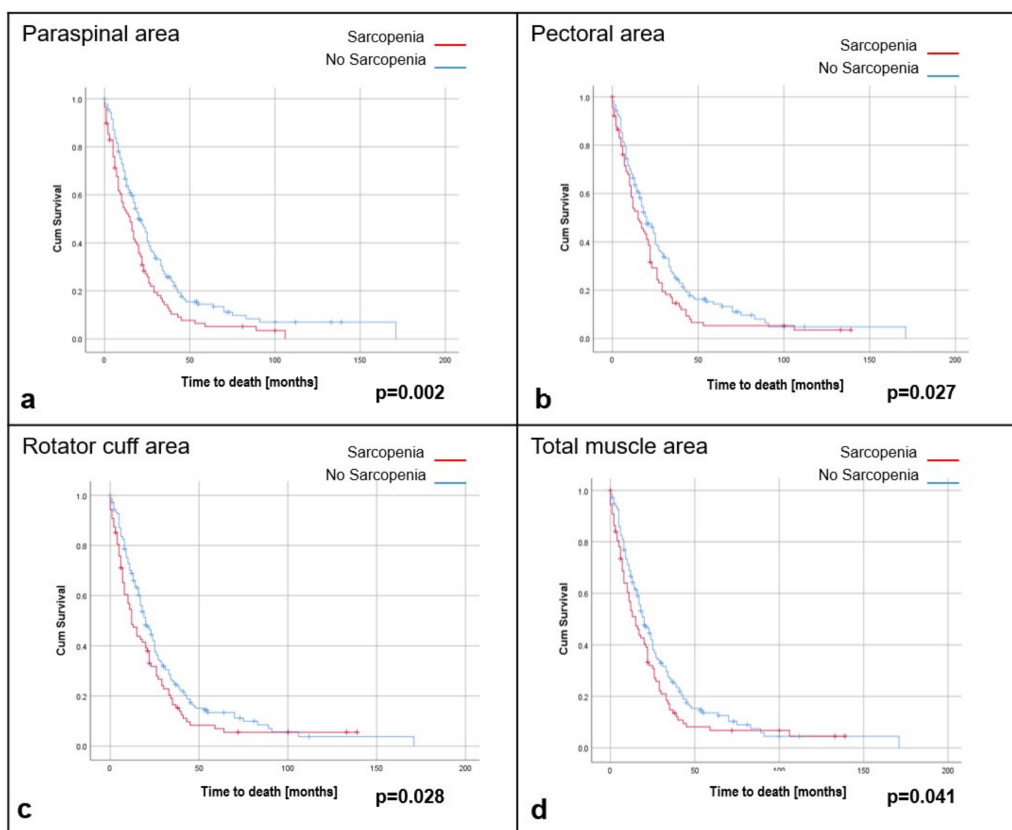 Paraspinal area
Sarcopenia
No Sarcopenia
1.0
0.8
0.6
0.4
0.2
0.0
Cum Survival
0 50 100 150 200
Time to death [months]
a
p=0.002
Pectoral area
Sarcopenia
No Sarcopenia
1.0
0.8
0.6
0.4
0.2
0.0
Cum Survival
0 50 100 150 200
Time to death [months]
b
p=0.027
Rotator cuff area
Sarcopenia
No Sarcopenia
1.0
0.8
0.6
0.4
0.2
0.0
Cum Survival
0 50 100 150 200
Time to death [months]
c
p=0.028
Total muscle area
Sarcopenia
No Sarcopenia
1.0
0.8
0.6
0.4
0.2
0.0
Cum Survival
0 50 100 150 200
Time to death [months]
d
p=0.041